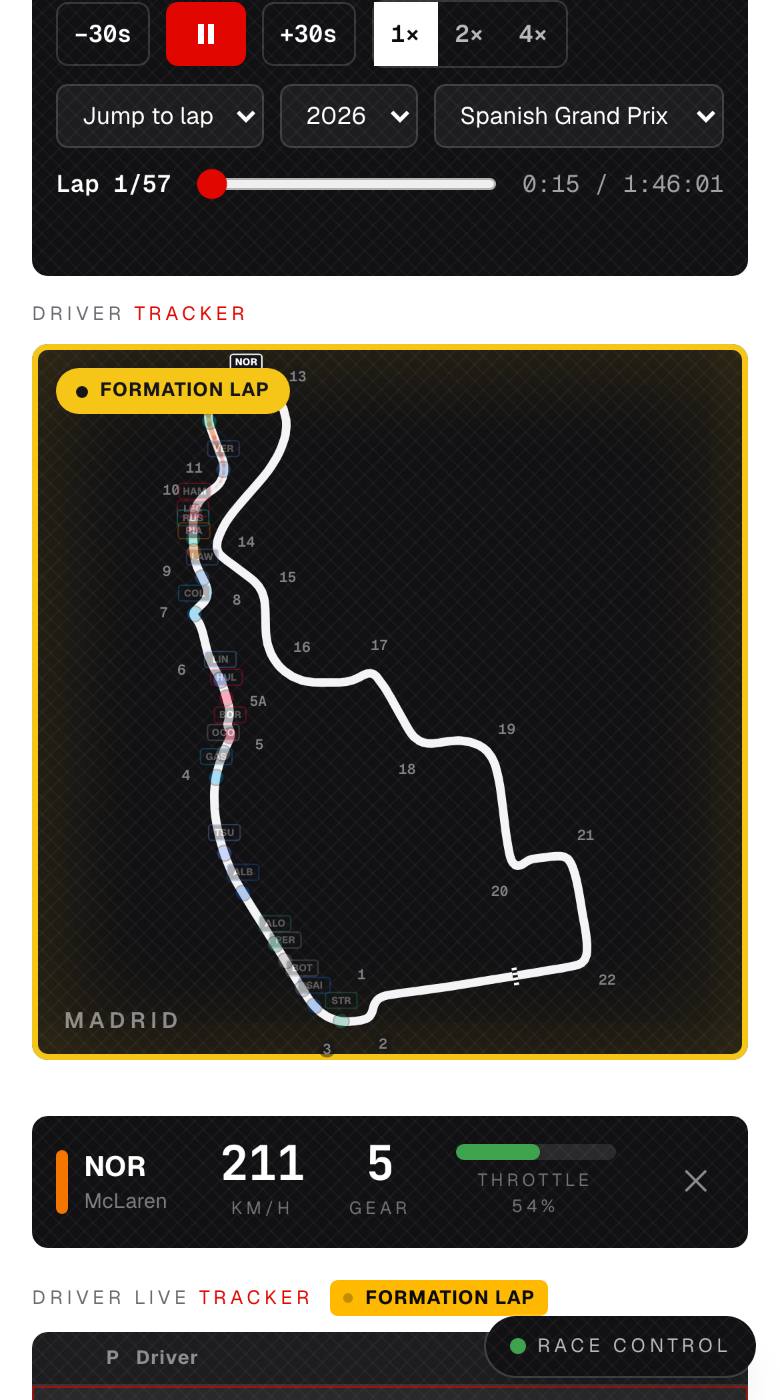 −30s
+30s
1×
2×
4×
Jump to lap
2026
Spanish Grand Prix
Lap 1/57
0:15 / 1:46:01
DRIVER TRACKER
NOR
13
FORMATION LAP
VER
11
10
HAM
RUS
PIA
14
LAW
9
15
COL
8
7
16
17
LIN
6
HUL
5A
BOR
19
OCO
5
GAS
18
4
TSU
21
ALB
20
ALO
PER
BOT
1
22
SAI
STR
MADRID
2
3
NOR
McLaren
211
KM/H
5
GEAR
THROTTLE
54%
DRIVER LIVE TRACKER
FORMATION LAP
RACE CONTROL
P Driver